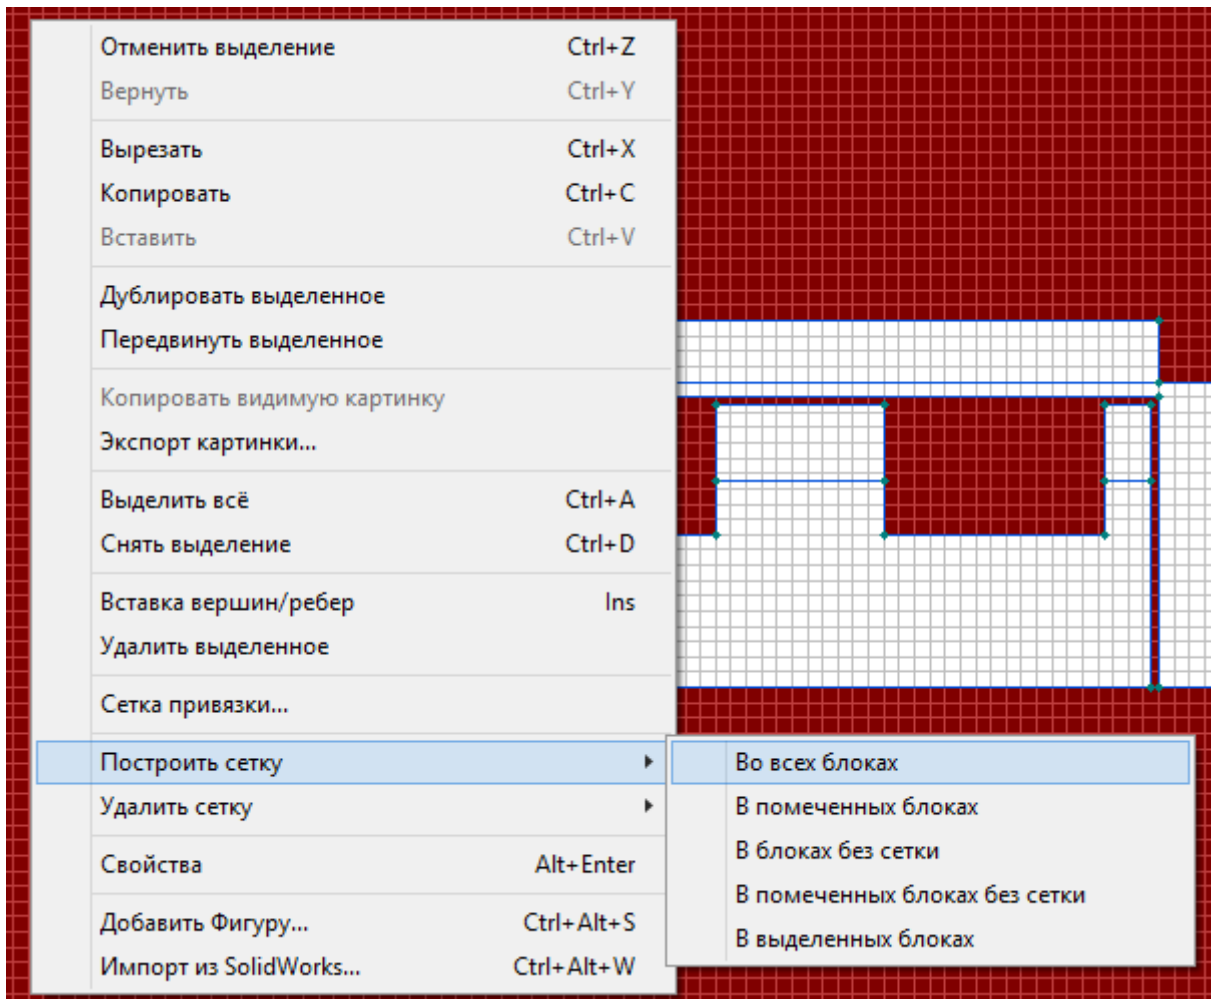 Отменить выделение Ctrl+Z
Вернуть Ctrl+Y
Вырезать Ctrl+X
Копировать Ctrl+C
Вставить Ctrl+V
Дублировать выделенное
Передвинуть выделенное
Копировать видимую картинку
Экспорт картинки...
Выделить всё Ctrl+A
Снять выделение Ctrl+D
Вставка вершин/ребер Ins
Удалить выделенное
Сетка привязки...
Построить сетку
Удалить сетку
Свойства Alt+Enter
Добавить Фигуру... Ctrl+Alt+S
Импорт из SolidWorks... Ctrl+Alt+W
Во всех блоках
В помеченных блоках
В блоках без сетки
В помеченных блоках без сетки
В выделенных блоках